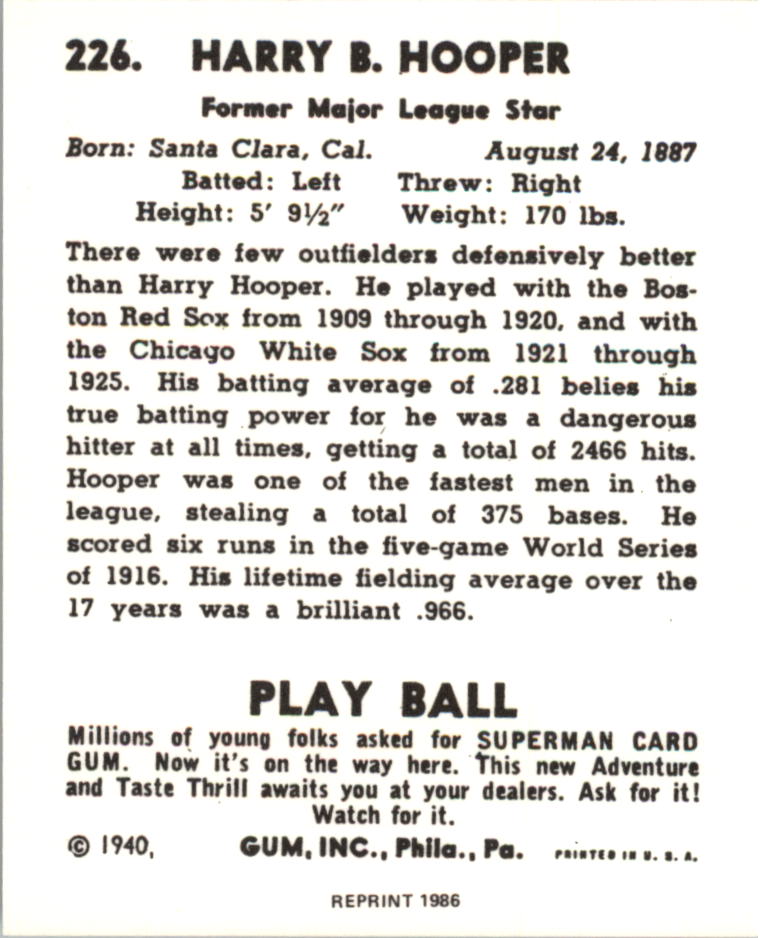 226. HARRY B. HOOPER
Former Major League Star
Born: Santa Clara, Cal. August 24, 1887
Batted: Left Threw: Right
Height: 5' 9½" Weight: 170 lbs.
There were few outfielders defensively better
than Harry Hooper. He played with the Bos-
ton Red Sox from 1909 through 1920, and with
the Chicago White Sox from 1921 through
1925. His batting average of .281 belies his
true batting power for he was a dangerous
hitter at all times, getting a total of 2466 hits.
Hooper was one of the fastest men in the
league, stealing a total of 375 bases. He
scored six runs in the five-game World Series
of 1916. His lifetime fielding average over the
17 years was a brilliant .966.
PLAY BALL
Millions of young folks asked for SUPERMAN CARD
GUM. Now it's on the way here. This new Adventure
and Taste Thrill awaits you at your dealers. Ask for it!
Watch for it.
© 1940, GUM, INC., Phila., Pa. PRINTED IN U. S. A.
REPRINT 1986